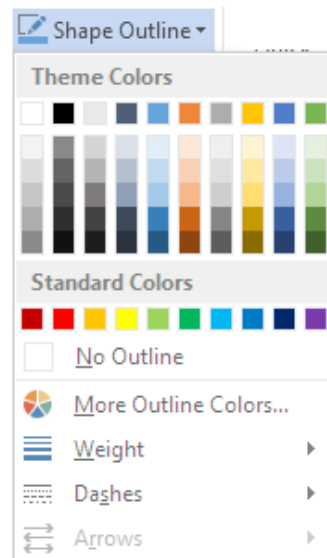 Shape Outline
Theme Colors
Standard Colors
No Outline
More Outline Colors...
Weight
Dashes
Arrows